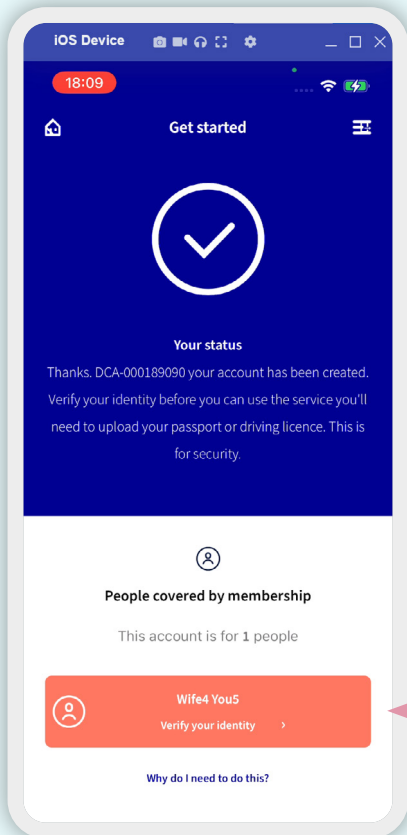 iOS Device
18:09
Get started
Your status
Thanks. DCA-000189090 your account has been created.
Verify your identity before you can use the service you'll
need to upload your passport or driving licence. This is
for security.
People covered by membership
This account is for 1 people
Wife4 You5
Verify your identity >
Why do I need to do this?